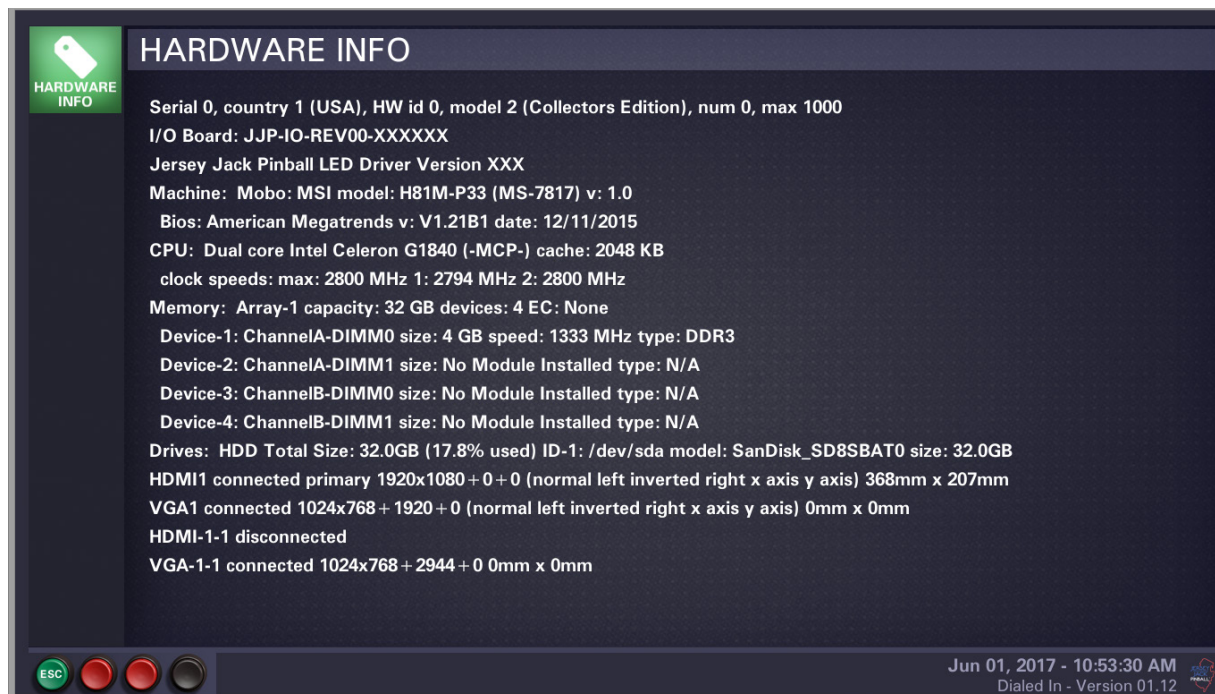 HARDWARE INFO
HARDWARE
INFO
Serial 0, country 1 (USA), HW id 0, model 2 (Collectors Edition), num 0, max 1000
I/O Board: JJP-IO-REV00-XXXXXX
Jersey Jack Pinball LED Driver Version XXX
Machine: Mobo: MSI model: H81M-P33 (MS-7817) v: 1.0
Bios: American Megatrends v: V1.21B1 date: 12/11/2015
CPU: Dual core Intel Celeron G1840 (-MCP-) cache: 2048 KB
clock speeds: max: 2800 MHz 1: 2794 MHz 2: 2800 MHz
Memory: Array-1 capacity: 32 GB devices: 4 EC: None
Device-1: ChannelA-DIMM0 size: 4 GB speed: 1333 MHz type: DDR3
Device-2: ChannelA-DIMM1 size: No Module Installed type: N/A
Device-3: ChannelB-DIMM0 size: No Module Installed type: N/A
Device-4: ChannelB-DIMM1 size: No Module Installed type: N/A
Drives: HDD Total Size: 32.0GB (17.8% used) ID-1: /dev/sda model: SanDisk_SD8SBAT0 size: 32.0GB
HDMI1 connected primary 1920x1080+0+0 (normal left inverted right x axis y axis) 368mm x 207mm
VGA1 connected 1024x768+1920+0 (normal left inverted right x axis y axis) 0mm x 0mm
HDMI-1-1 disconnected
VGA-1-1 connected 1024x768+2944+0 0mm x 0mm
ESC
Jun 01, 2017 - 10:53:30 AM
Dialed In - Version 01.12
PINBALL